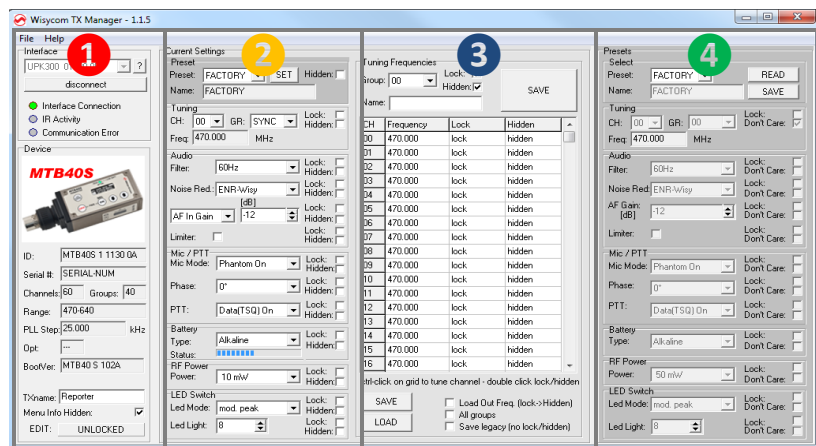 Wisycom TX Manager - 1.1.5
File Help
1
Interface
UPK300 0
?
disconnect
Interface Connection
IR Activity
Communication Error
Device
MTB40S
ID: MTB40S 1 1130 0A
Serial #: SERIAL-NUM
Channels: 60 Groups: 40
Range: 470-640
PLL Step: 25.000 kHz
Opt: ---
BootVer: MTB40 S 102A
TXname: Reporter
Menu Info
Hidden:
EDIT: UNLOCKED
2
Current Settings
Preset
Preset: FACTORY SET Hidden:
Name: FACTORY
Tuning
CH: 00 GR: SYNC Lock:
Hidden:
Freq: 470.000 MHz
Audio
Filter: 60Hz Lock:
Hidden:
Noise Red.: ENR-Wisy Lock:
Hidden:
[dB]
AF In Gain -12 Lock:
Hidden:
Limiter: Lock:
Hidden:
Mic / PTT
Mic Mode: Phantom On Lock:
Hidden:
Phase: 0° Lock:
Hidden:
PTT: Data(TSQ) On Lock:
Hidden:
Battery
Type: Alkaline Lock:
Hidden:
Status:
RF Power
Power: 10 mW Lock:
Hidden:
LED Switch
Led Mode: mod. peak Lock:
Hidden:
Led Light: 8 Lock:
Hidden:
3
Tuning Frequencies
Group: 00 Lock:
Hidden:
SAVE
Name:
CH Frequency Lock Hidden
00 470.000 lock hidden
01 470.000 lock hidden
02 470.000 lock hidden
03 470.000 lock hidden
04 470.000 lock hidden
05 470.000 lock hidden
06 470.000 lock hidden
07 470.000 lock hidden
08 470.000 lock hidden
09 470.000 lock hidden
10 470.000 lock hidden
11 470.000 lock hidden
12 470.000 lock hidden
13 470.000 lock hidden
14 470.000 lock hidden
15 470.000 lock hidden
16 470.000 lock hidden
ctrl-click on grid to tune channel - double click lock/hidden
SAVE Load Out Freq. (lock->Hidden)
All groups
LOAD Save legacy (no lock/hidden)
4
Presets
Select
Preset: FACTORY READ
Name: FACTORY SAVE
Tuning
CH: 00 GR: 00 Lock:
Don't Care:
Freq: 470.000 MHz
Audio
Filter: 60Hz Lock:
Don't Care:
Noise Red: ENR-Wisy Lock:
Don't Care:
AF Gain: -12 Lock:
[dB] Don't Care:
Limiter: Lock:
Don't Care:
Mic / PTT
Mic Mode: Phantom On Lock:
Don't Care:
Phase: 0° Lock:
Don't Care:
PTT: Data(TSQ) On Lock:
Don't Care:
Battery
Type: Alkaline Lock:
Don't Care:
RF Power
Power: 50 mW Lock:
Don't Care:
LED Switch
Led Mode: mod. peak Lock:
Don't Care:
Led Light: 8 Lock:
Don't Care: